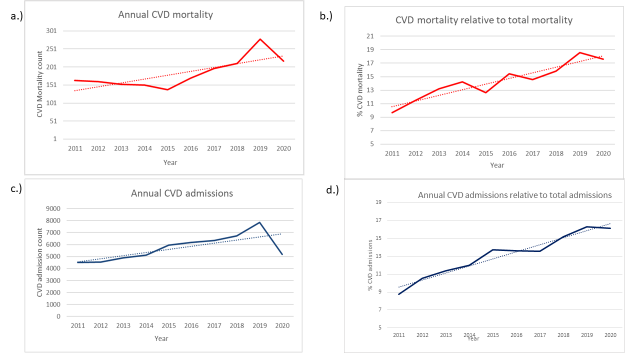 a.)
Annual CVD mortality
CVD Mortality count
301
251
201
151
101
51
1
2011 2012 2013 2014 2015 2016 2017 2018 2019 2020
Year
b.)
CVD mortality relative to total mortality
% CVD mortality
21
19
17
15
13
11
9
7
5
2011 2012 2013 2014 2015 2016 2017 2018 2019 2020
Year
c.)
Annual CVD admissions
CVD admission count
9000
8000
7000
6000
5000
4000
3000
2000
1000
0
2011 2012 2013 2014 2015 2016 2017 2018 2019 2020
Year
d.)
Annual CVD admissions relative to total admissions
% CVD admissions
19
17
15
13
11
9
7
5
2011 2012 2013 2014 2015 2016 2017 2018 2019 2020
Year